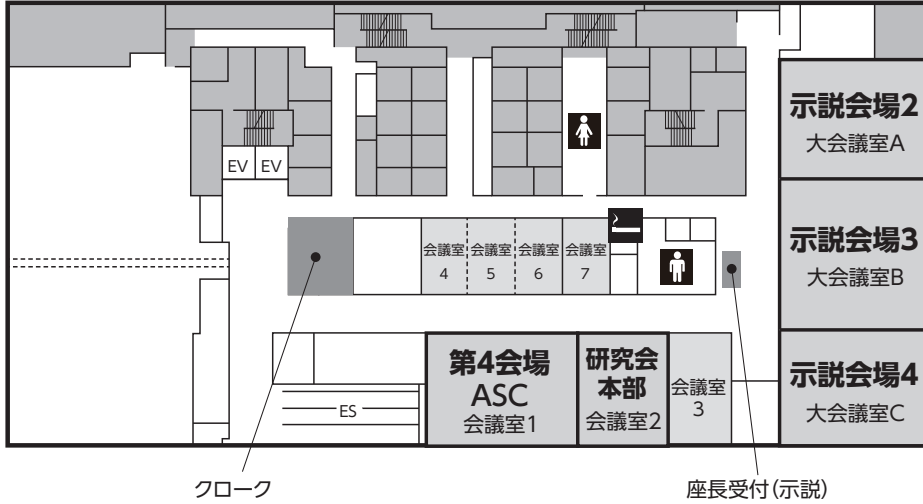 示説会場2
大会議室A
EV
EV
会議室
4
会議室
5
会議室
6
会議室
7
示説会場3
大会議室B
第4会場
ASC
会議室1
研究会
本部
会議室2
会議室
3
示説会場4
大会議室C
ES
クローク
座長受付(示説)